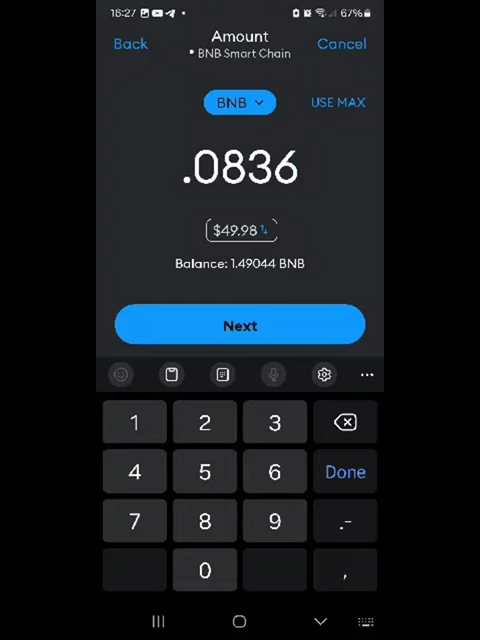 16:27 67%
Amount
Back Cancel
• BNB Smart Chain
BNB USE MAX
.0836
$49.98
Balance: 1.49044 BNB
Next
1 2 3
4 5 6 Done
7 8 9 .-
0 ,